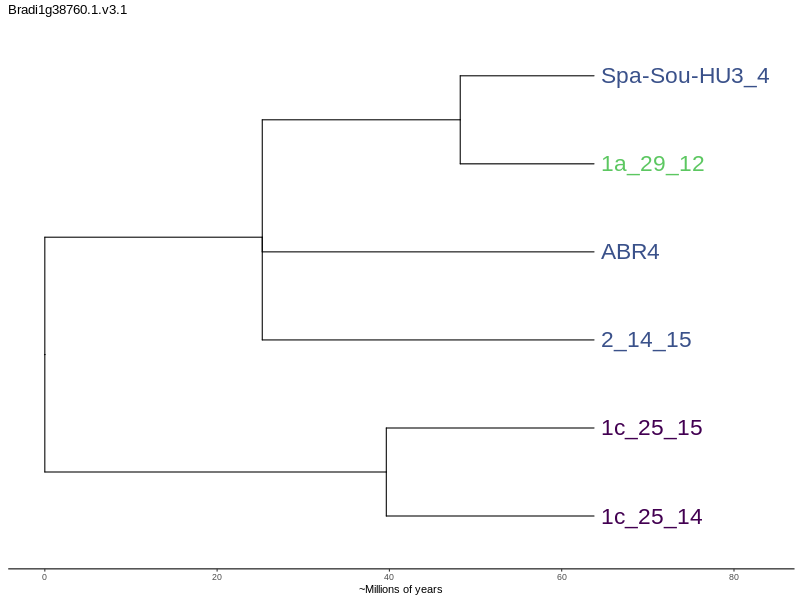 Bradi1g38760.1.v3.1
Spa-Sou-HU3_4
1a_29_12
ABR4
2_14_15
1c_25_15
1c_25_14
0 20 40 60 80
~Millions of years